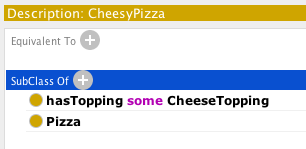 Description: CheesyPizza
Equivalent To
SubClass Of
hasTopping some CheeseTopping
Pizza